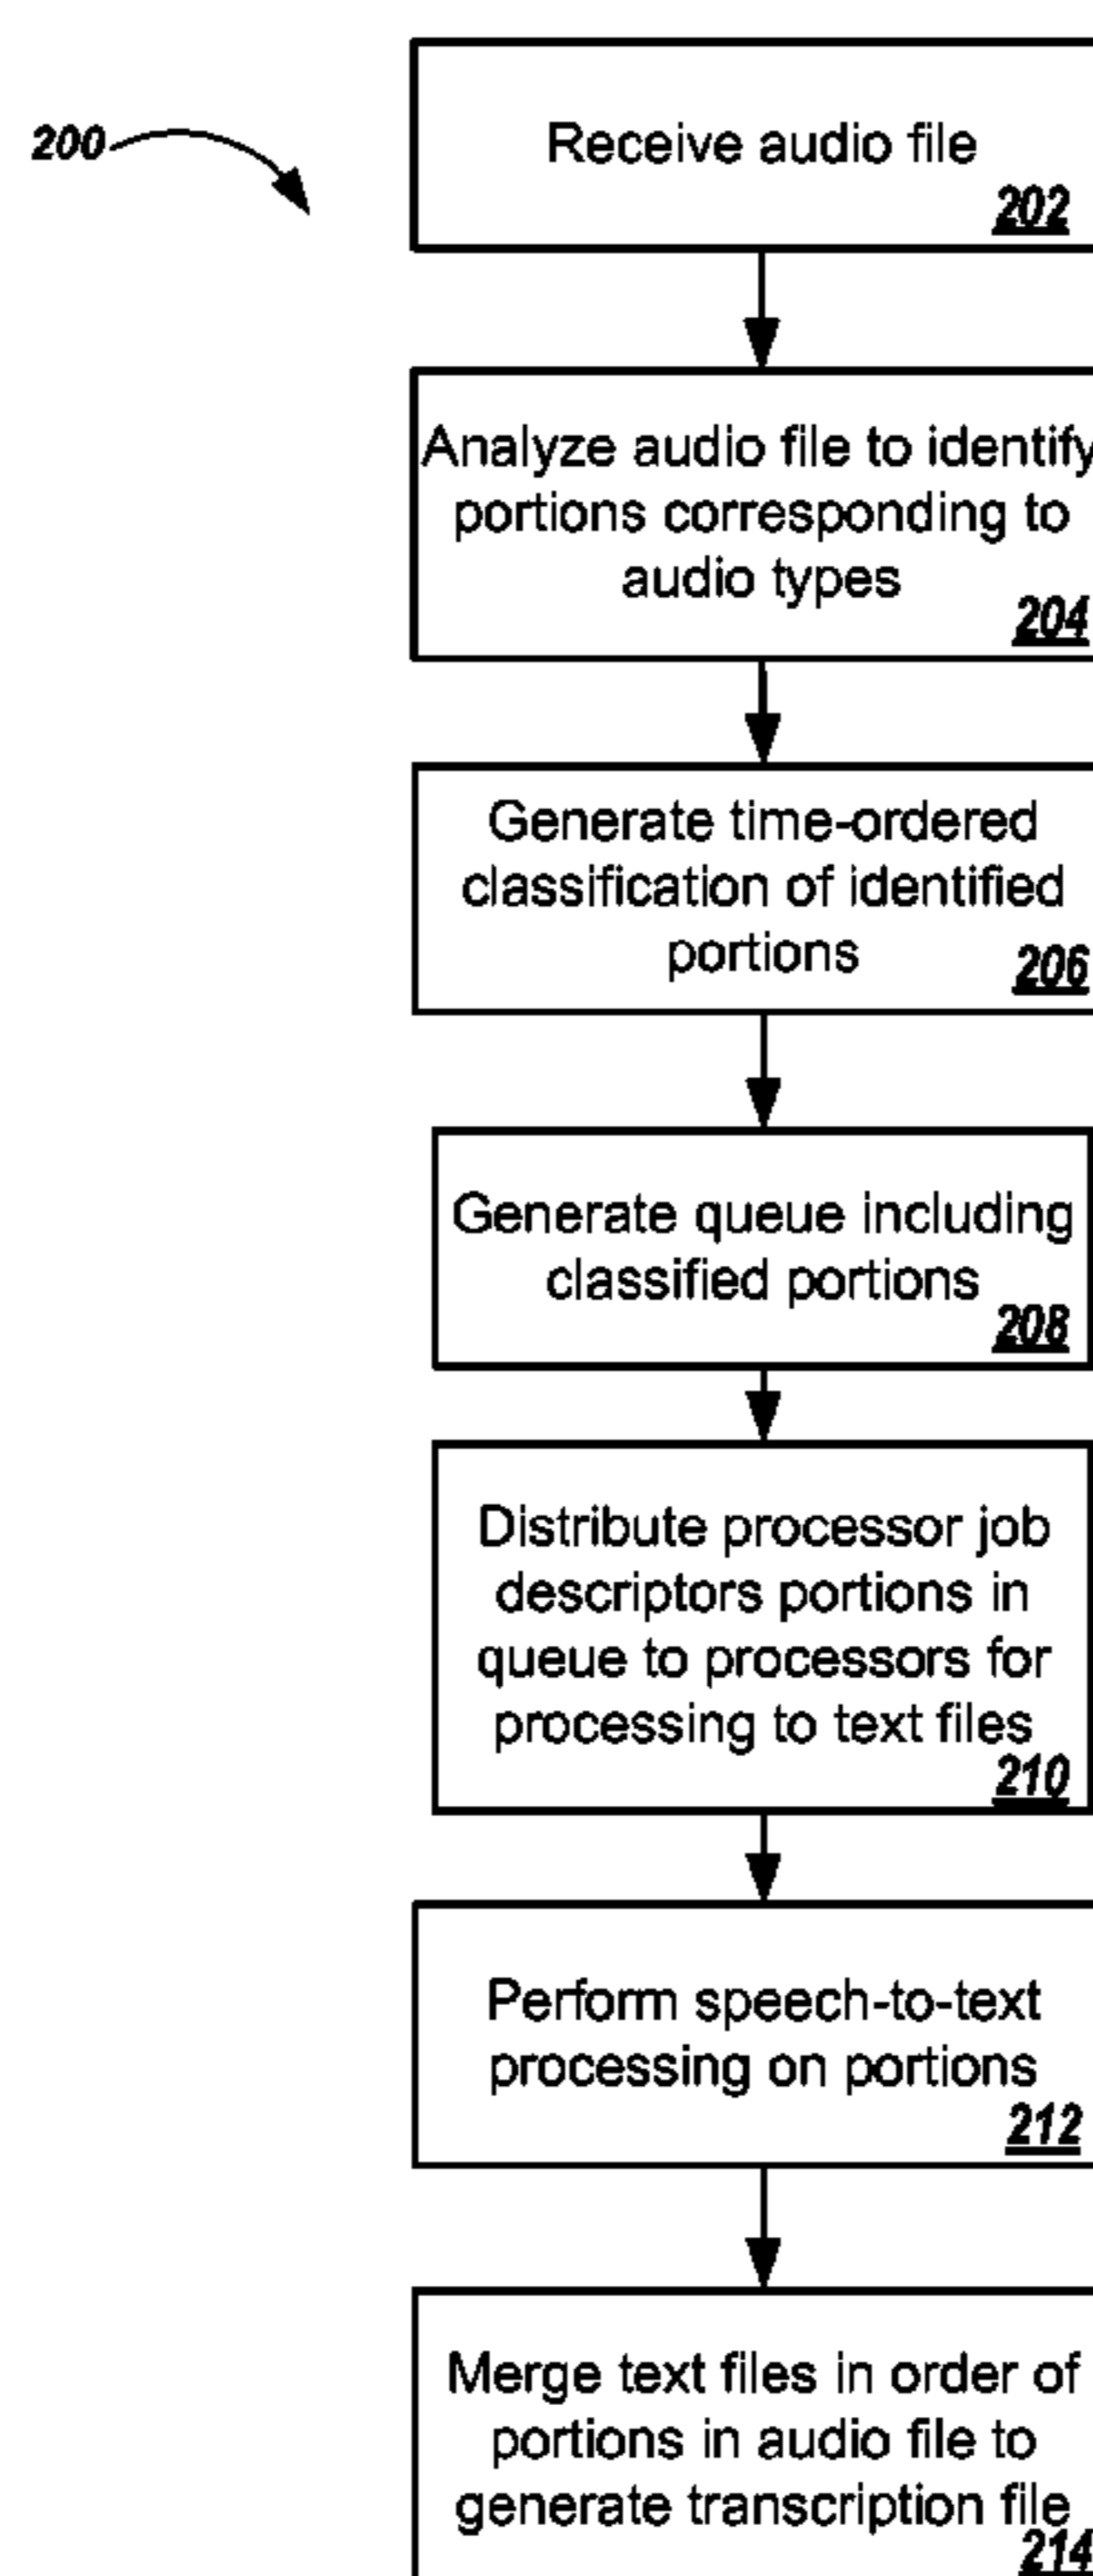 200
Receive audio file
202
Analyze audio file to identify
portions corresponding to
audio types
204
Generate time-ordered
classification of identified
portions
206
Generate queue including
classified portions
208
Distribute processor job
descriptors portions in
queue to processors for
processing to text files
210
Perform speech-to-text
processing on portions
212
Merge text files in order of
portions in audio file to
generate transcription file
214